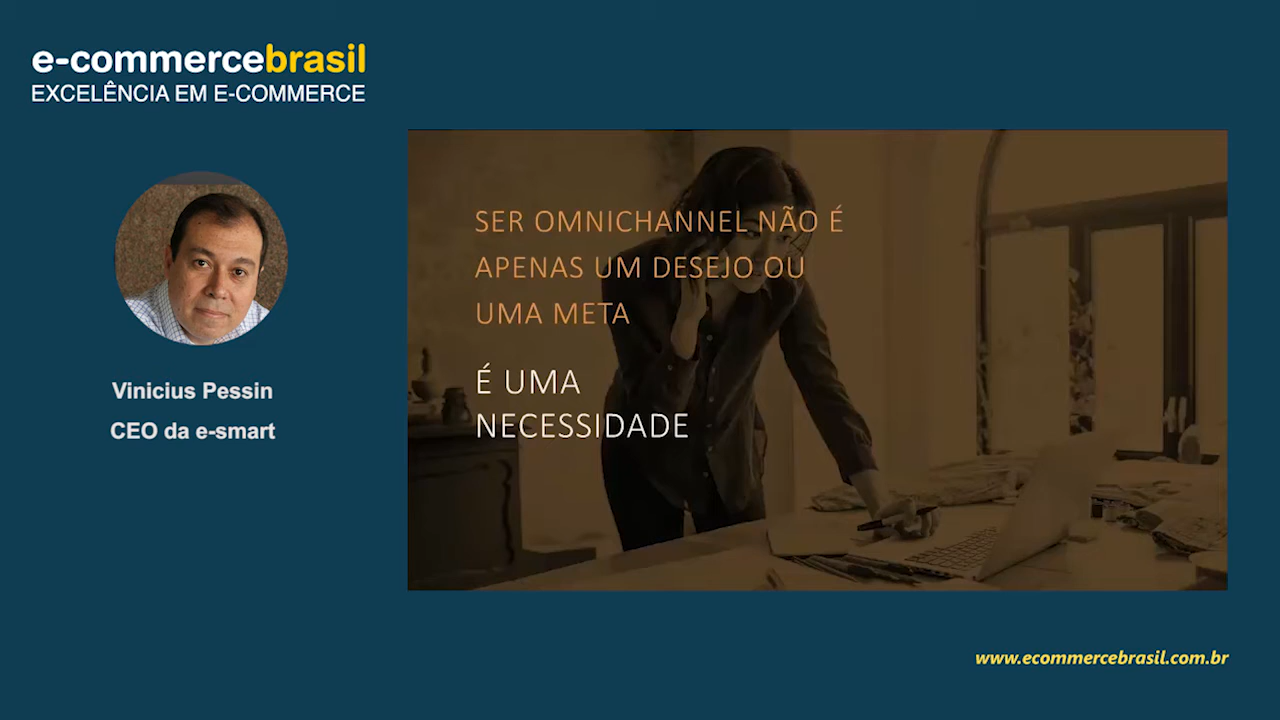 e-commercebrasil
EXCELÊNCIA EM E-COMMERCE
SER OMNICHANNEL NÃO É
APENAS UM DESEJO OU
UMA META
É UMA
NECESSIDADE
Vinicius Pessin
CEO da e-smart
www.ecommercebrasil.com.br